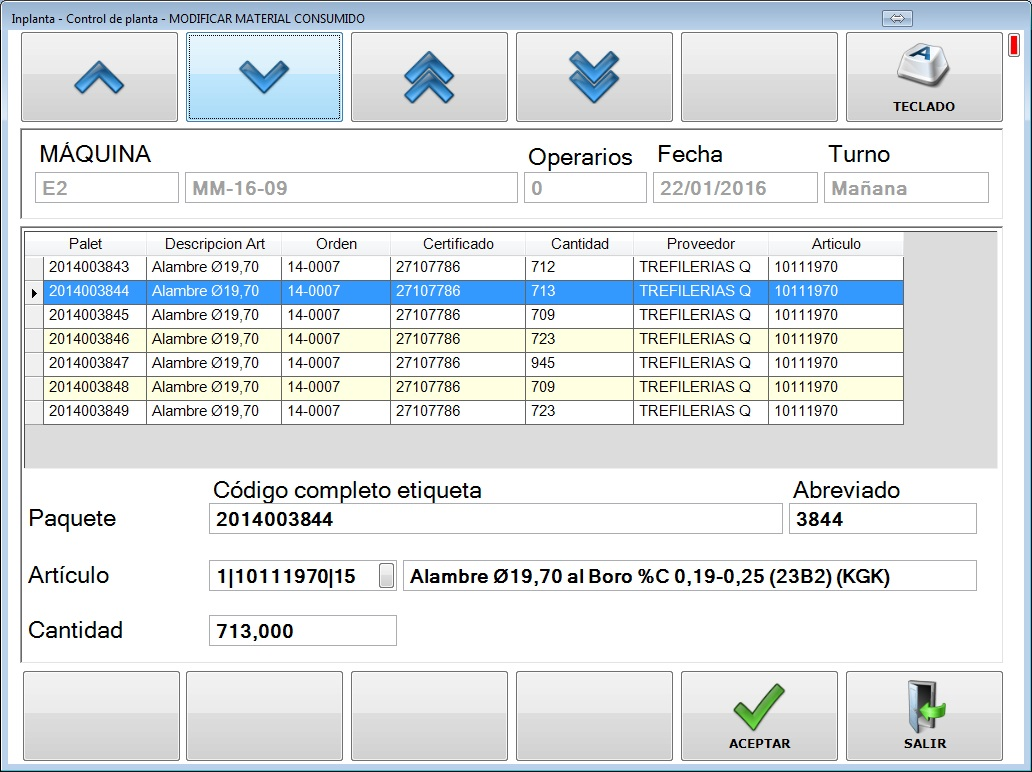 Inplanta - Control de planta - MODIFICAR MATERIAL CONSUMIDO
A
TECLADO
MÁQUINA Operarios Fecha Turno
E2 MM-16-09 0 22/01/2016 Mañana
Palet Descripcion Art Orden Certificado Cantidad Proveedor Articulo
2014003843 Alambre Ø19,70 14-0007 27107786 712 TREFILERIAS Q 10111970
2014003844 Alambre Ø19,70 14-0007 27107786 713 TREFILERIAS Q 10111970
2014003845 Alambre Ø19,70 14-0007 27107786 709 TREFILERIAS Q 10111970
2014003846 Alambre Ø19,70 14-0007 27107786 723 TREFILERIAS Q 10111970
2014003847 Alambre Ø19,70 14-0007 27107786 945 TREFILERIAS Q 10111970
2014003848 Alambre Ø19,70 14-0007 27107786 709 TREFILERIAS Q 10111970
2014003849 Alambre Ø19,70 14-0007 27107786 723 TREFILERIAS Q 10111970
Código completo etiqueta Abreviado
Paquete 2014003844 3844
Artículo 1|10111970|15 Alambre Ø19,70 al Boro %C 0,19-0,25 (23B2) (KGK)
Cantidad 713,000
ACEPTAR SALIR